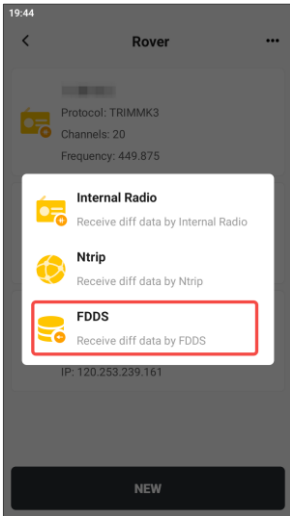 19:44
Rover
Protocol: TRIMMK3
Channels: 20
Frequency: 449.875
Internal Radio
Receive diff data by Internal Radio
Ntrip
Receive diff data by Ntrip
FDDS
Receive diff data by FDDS
IP: 120.253.239.161
NEW